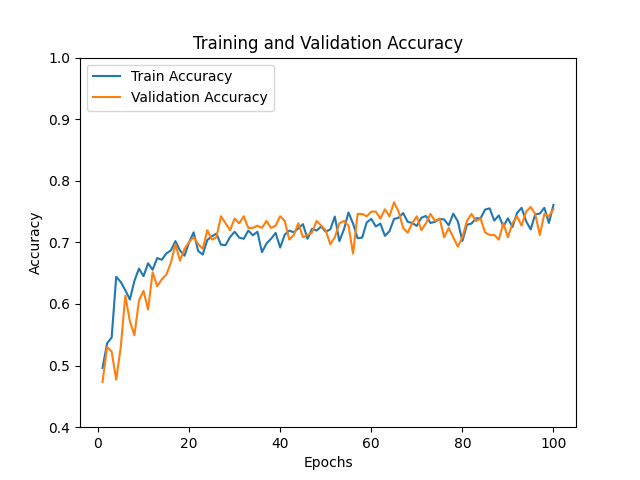 Training and Validation Accuracy
1.0
0.9
0.8
0.7
0.6
0.5
0.4
Accuracy
Train Accuracy
Validation Accuracy
0 20 40 60 80 100
Epochs